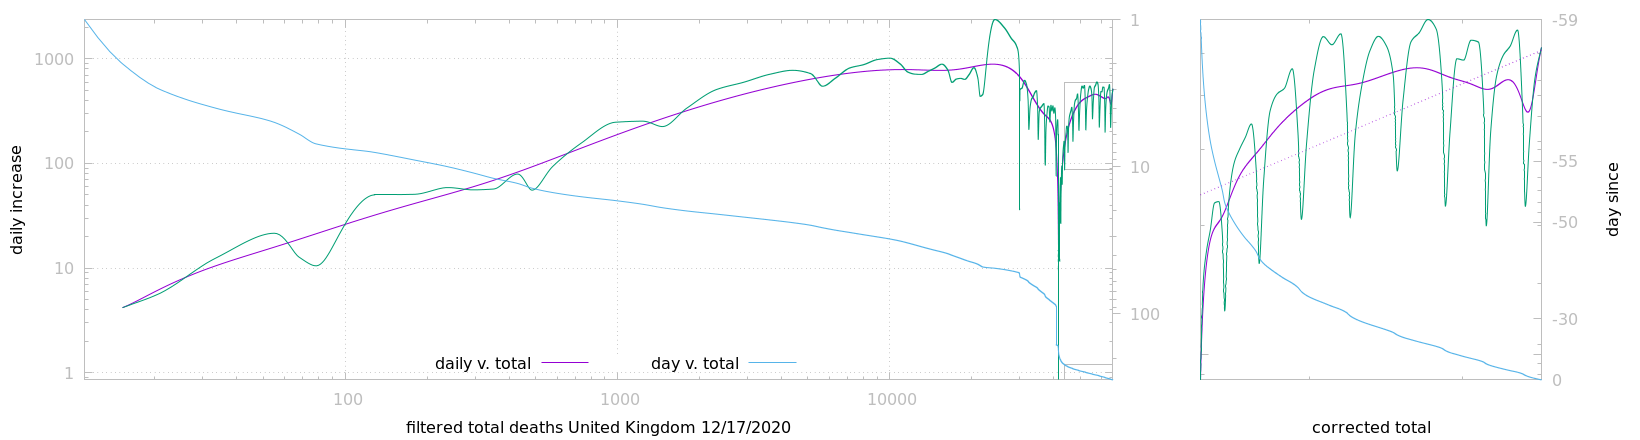 1000
100
10
1
daily increase
daily v. total
day v. total
100
1000
10000
filtered total deaths United Kingdom 12/17/2020
1
10
100
-59
-55
-50
-30
0
day since
corrected total